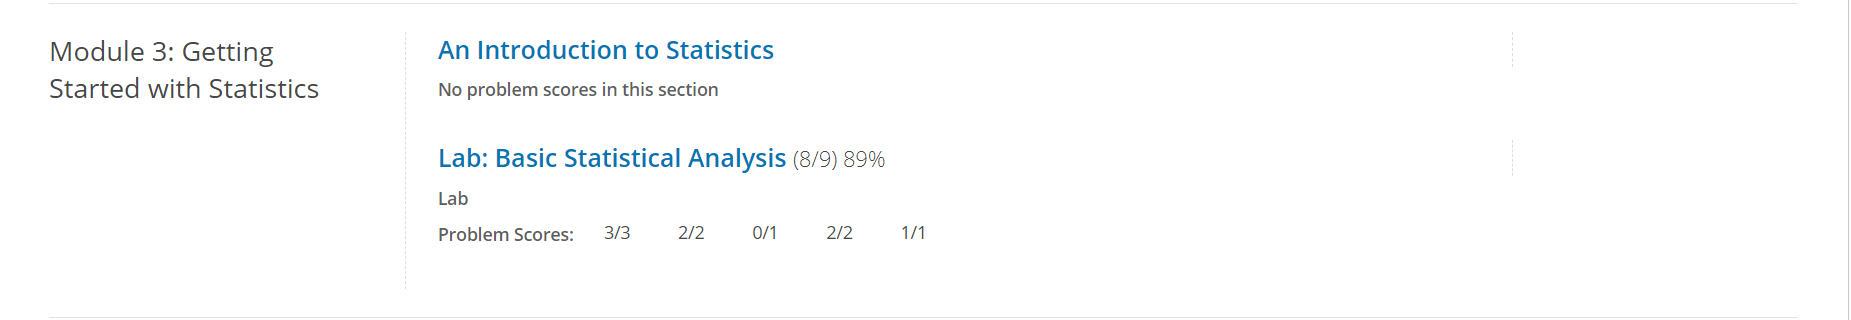 Module 3: Getting
Started with Statistics
An Introduction to Statistics
No problem scores in this section
Lab: Basic Statistical Analysis (8/9) 89%
Lab
Problem Scores: 3/3 2/2 0/1 2/2 1/1